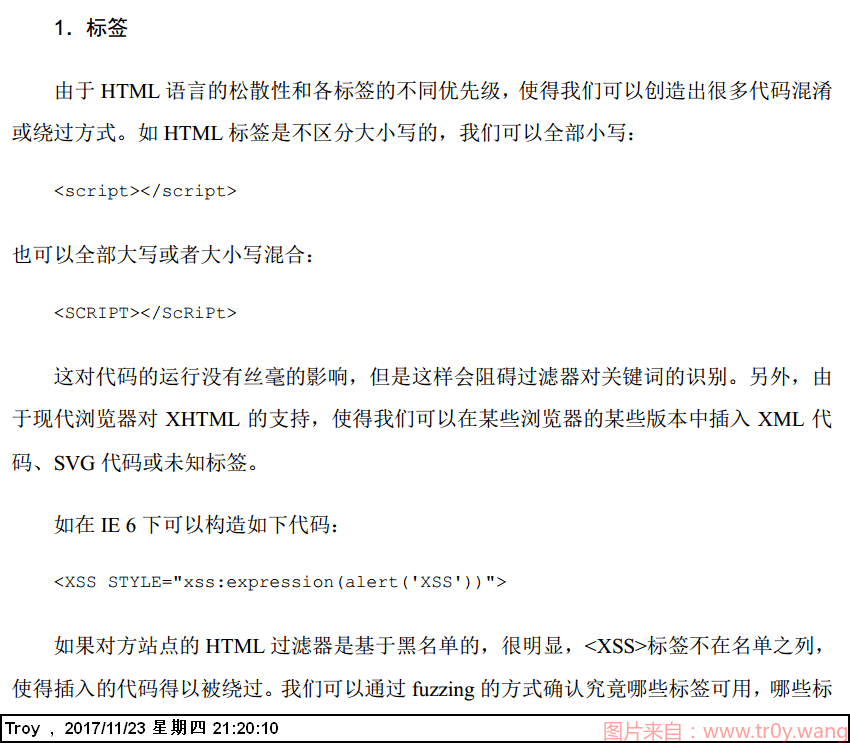 1. 标签
由于 HTML 语言的松散性和各标签的不同优先级，使得我们可以创造出很多代码混淆
或绕过方式。如 HTML 标签是不区分大小写的，我们可以全部小写：
<script></script>
也可以全部大写或者大小写混合：
<SCRIPT></ScRiPt>
这对代码的运行没有丝毫的影响，但是这样会阻碍过滤器对关键词的识别。另外，由
于现代浏览器对 XHTML 的支持，使得我们可以在某些浏览器的某些版本中插入 XML 代
码、SVG 代码或未知标签。
如在 IE 6 下可以构造如下代码：
<XSS STYLE="xss:expression(alert('XSS'))">
如果对方站点的 HTML 过滤器是基于黑名单的，很明显，<XSS>标签不在名单之列，
使得插入的代码得以被绕过。我们可以通过 fuzzing 的方式确认究竟哪些标签可用，哪些标
Troy , 2017/11/23 星期四 21:20:10
图片来自：www.tr0y.wang